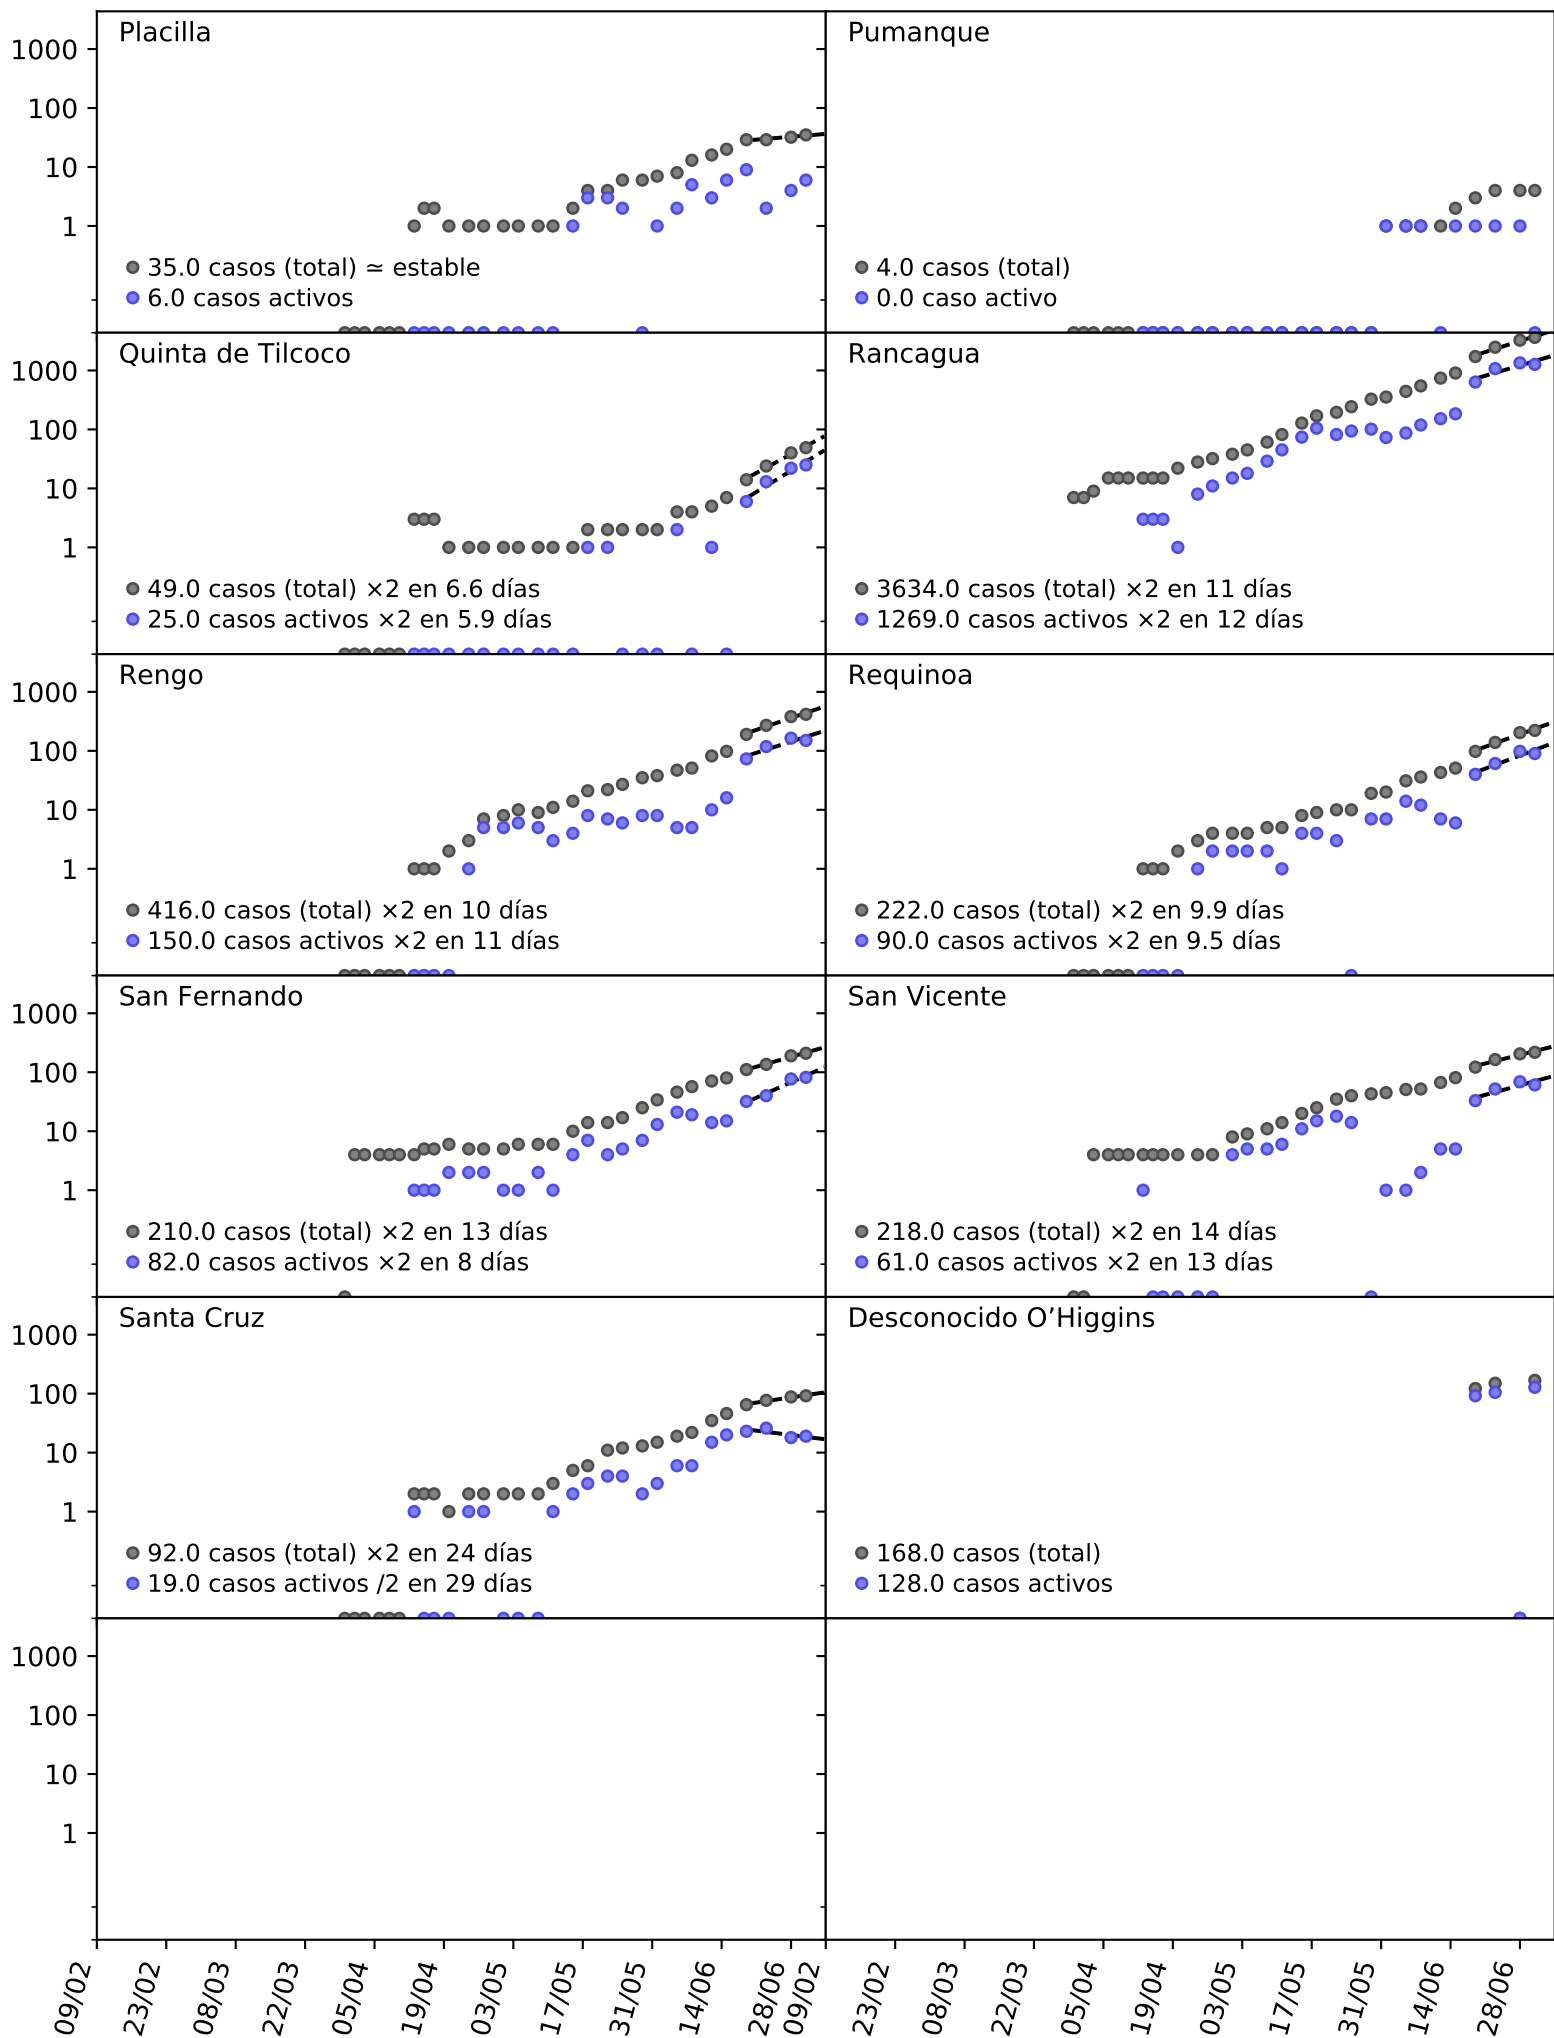 Placilla
1000
100
10
1
35.0 casos (total) ≃ estable
6.0 casos activos
Pumanque
4.0 casos (total)
0.0 caso activo
Quinta de Tilcoco
1000
100
10
1
49.0 casos (total) ×2 en 6.6 días
25.0 casos activos ×2 en 5.9 días
Rancagua
3634.0 casos (total) ×2 en 11 días
1269.0 casos activos ×2 en 12 días
Rengo
1000
100
10
1
416.0 casos (total) ×2 en 10 días
150.0 casos activos ×2 en 11 días
Requinoa
222.0 casos (total) ×2 en 9.9 días
90.0 casos activos ×2 en 9.5 días
San Fernando
1000
100
10
1
210.0 casos (total) ×2 en 13 días
82.0 casos activos ×2 en 8 días
San Vicente
218.0 casos (total) ×2 en 14 días
61.0 casos activos ×2 en 13 días
Santa Cruz
1000
100
10
1
92.0 casos (total) ×2 en 24 días
19.0 casos activos /2 en 29 días
Desconocido O’Higgins
168.0 casos (total)
128.0 casos activos
1000
100
10
1
09/02
23/02
08/03
22/03
05/04
19/04
03/05
17/05
31/05
14/06
28/06
09/02
23/02
08/03
22/03
05/04
19/04
03/05
17/05
31/05
14/06
28/06